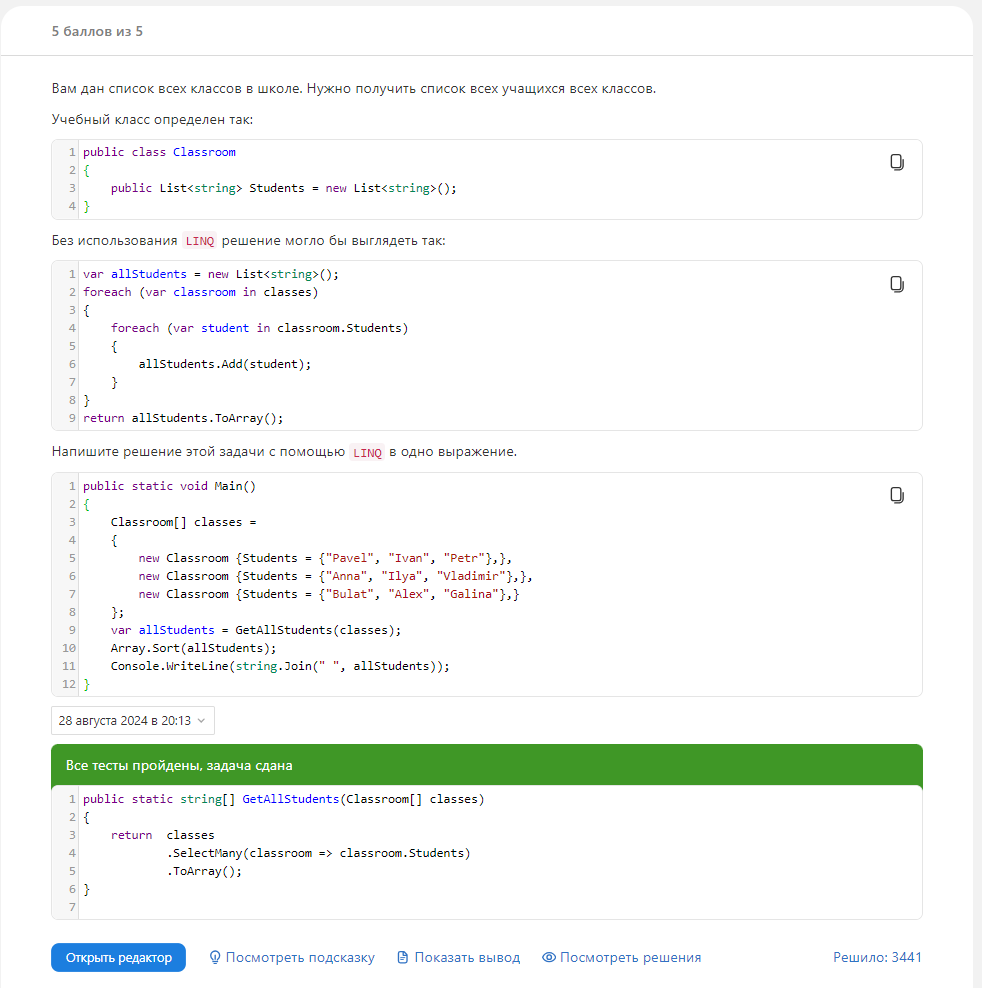 5 баллов из 5
Вам дан список всех классов в школе. Нужно получить список всех учащихся всех классов.
Учебный класс определен так:
1 public class Classroom
2 {
3     public List<string> Students = new List<string>();
4 }
Без использования LINQ решение могло бы выглядеть так:
1 var allStudents = new List<string>();
2 foreach (var classroom in classes)
3 {
4     foreach (var student in classroom.Students)
5     {
6         allStudents.Add(student);
7     }
8 }
9 return allStudents.ToArray();
Напишите решение этой задачи с помощью LINQ в одно выражение.
1 public static void Main()
2 {
3     Classroom[] classes =
4     {
5         new Classroom {Students = {"Pavel", "Ivan", "Petr"},},
6         new Classroom {Students = {"Anna", "Ilya", "Vladimir"},},
7         new Classroom {Students = {"Bulat", "Alex", "Galina"},}
8     };
9     var allStudents = GetAllStudents(classes);
10     Array.Sort(allStudents);
11     Console.WriteLine(string.Join(" ", allStudents));
12 }
28 августа 2024 в 20:13
Все тесты пройдены, задача сдана
1 public static string[] GetAllStudents(Classroom[] classes)
2 {
3     return  classes
4             .SelectMany(classroom => classroom.Students)
5             .ToArray();
6 }
7
Открыть редактор Посмотреть подсказку Показать вывод Посмотреть решения Решило: 3441